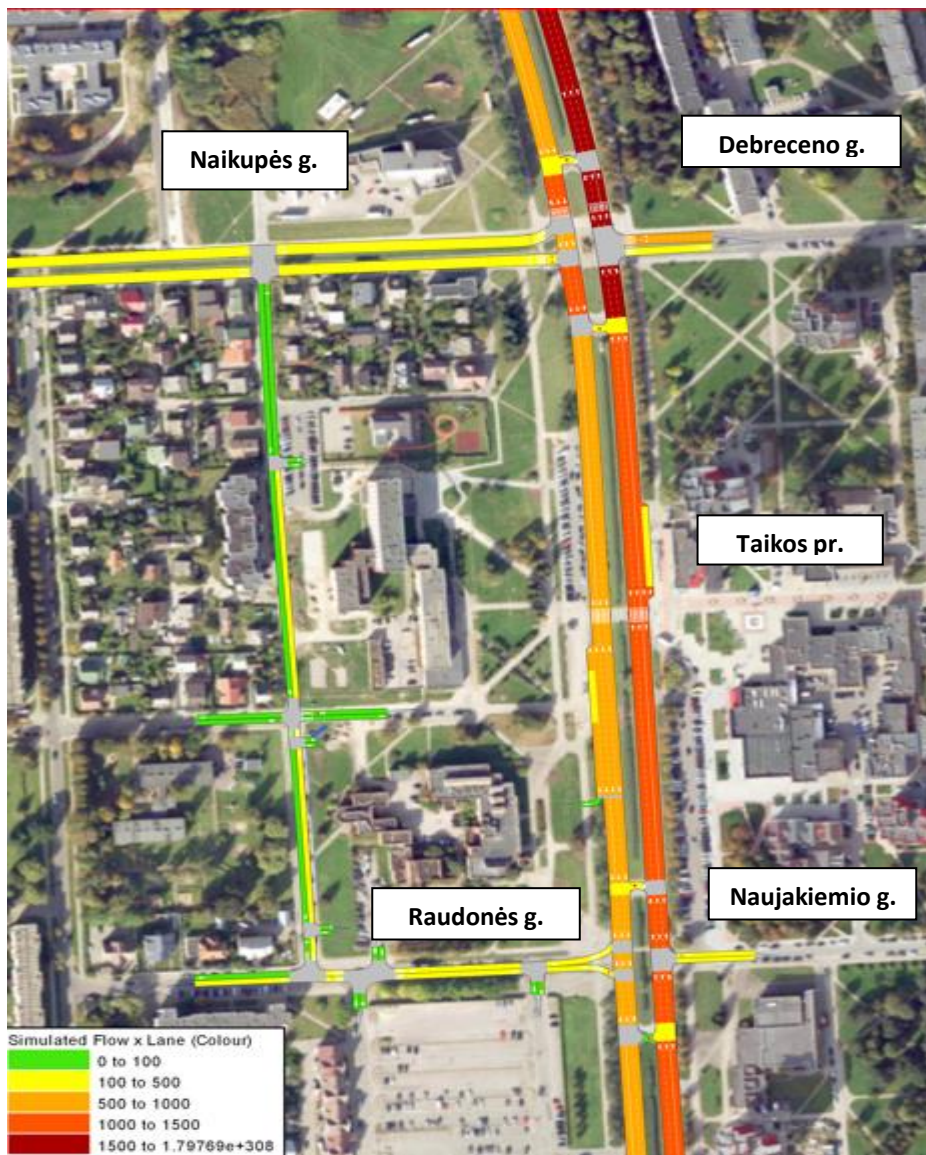 Debreceno g.
Naikupės g.
Taikos pr.
Naujakiemio g.
Raudonės g.
Simulated Flow x Lane (Colour)
0 to 100
100 to 500
500 to 1000
1000 to 1500
1500 to 1.79769e+308